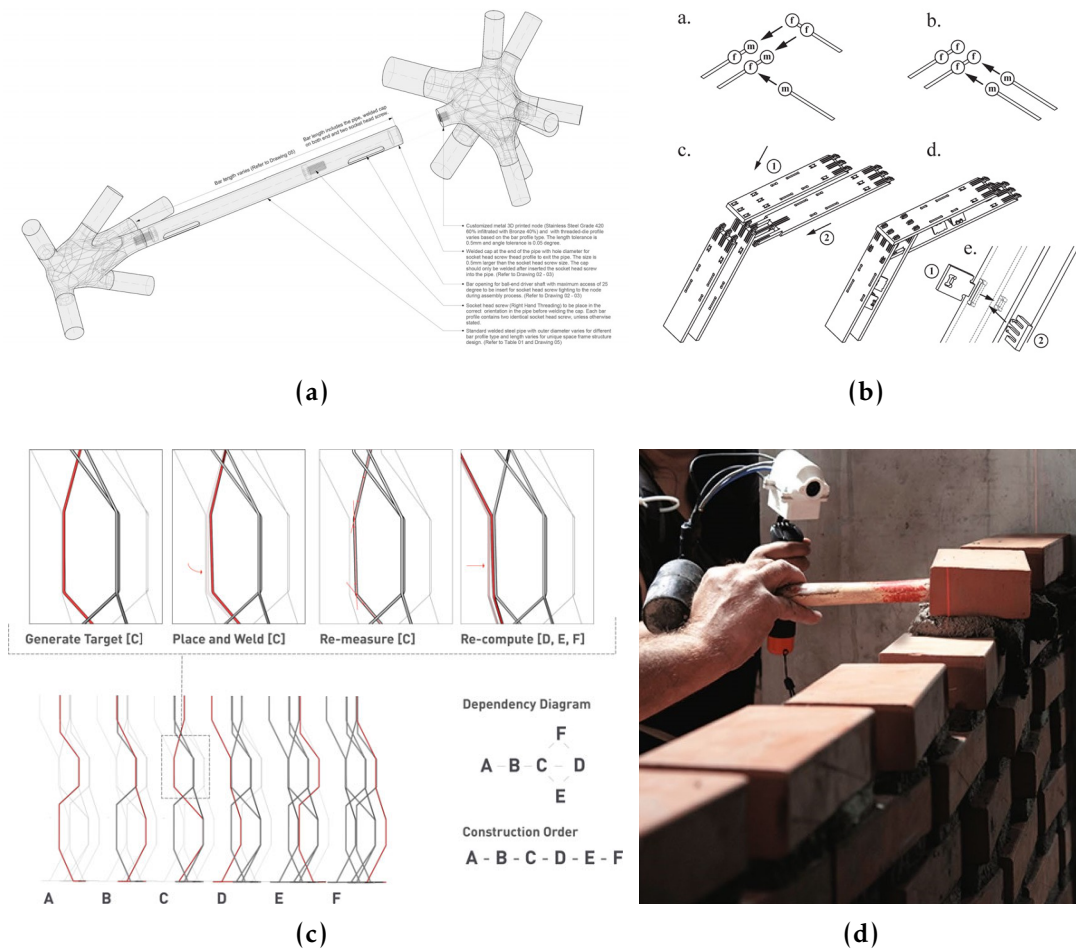 Bar length varies (Refer to Drawing 05)
Bar length includes the pipe, welded cap
on both end and two socket head screw.
Customized metal 3D printed node (Stainless Steel Grade 420
60% infiltrated with Bronze 40%) and with threaded-die profile
varies based on the bar profile type. The length tolerance is
0.5mm and angle tolerance is 0.05 degree.
Welded cap at the end of the pipe with hole diameter for
socket head screw thead profile to exit the pipe. The size is
0.5mm larger than the socket head screw size. The cap
should only be welded after inserted the socket head screw
into the pipe. (Refer to Drawing 02 - 03)
Bar opening for ball-end driver shaft with maximum access of 25
degree to be insert for socket head screw tighting to the node
during assembly process. (Refer to Drawing 02 - 03)
Socket head screw (Right Hand Threading) to be place in the
correct orientation in the pipe before welding the cap. Each bar
profile contains two identical socket head screw, unless otherwise
stated.
Standard welded steel pipe with outer diameter varies for different
bar profile type and length varies for unique space frame structure
design. (Refer to Table 01 and Drawing 05)
(a)
a.
f
f
m
f
m
f
m
b.
f
f
f
m
f
m
m
c.
1
2
d.
e.
1
2
(b)
Generate Target [C]
Place and Weld [C]
Re-measure [C]
Re-compute [D, E, F]
A
B
C
D
E
F
Dependency Diagram
F
A - B - C - D
E
Construction Order
A - B - C - D - E - F
(c)
(d)